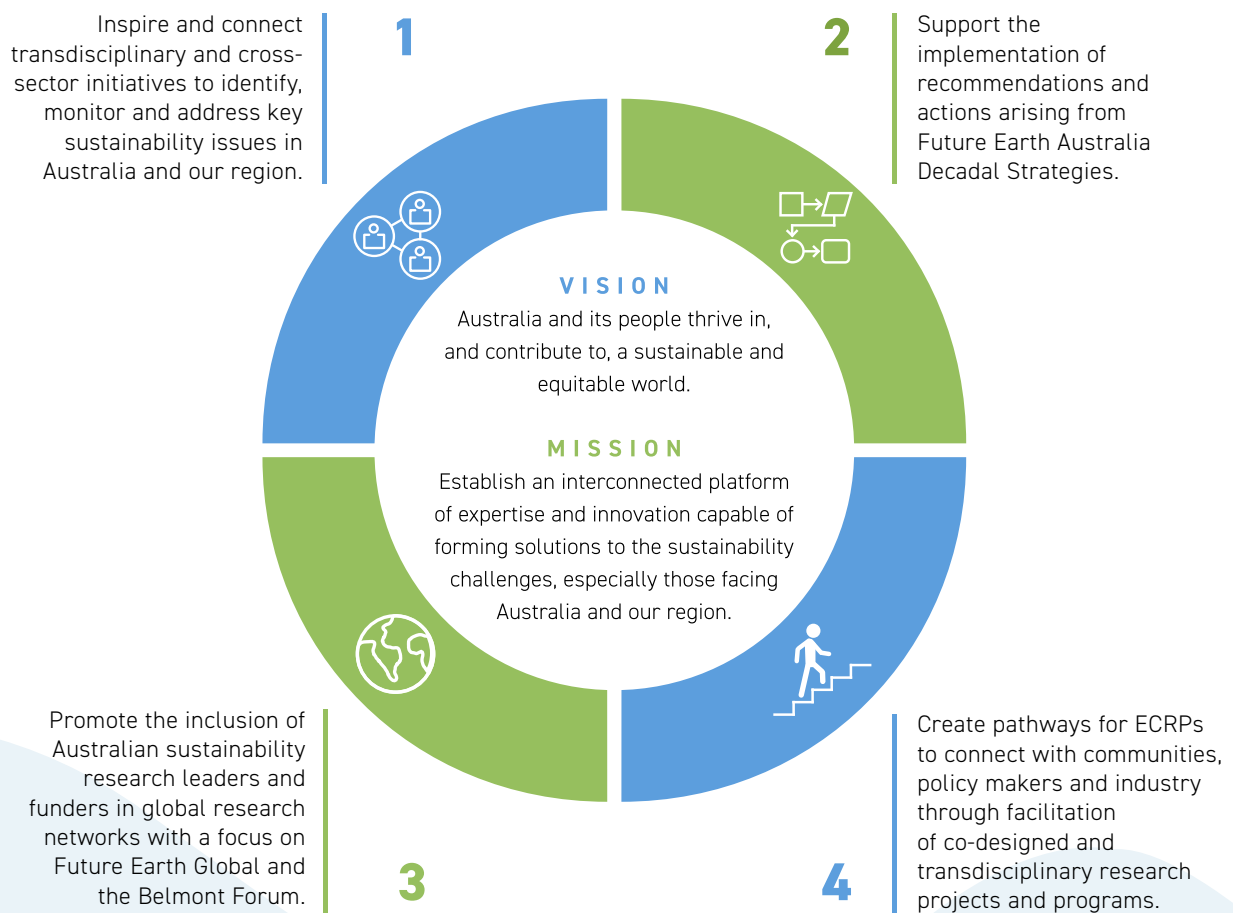 1
Inspire and connect
transdisciplinary and cross-
sector initiatives to identify,
monitor and address key
sustainability issues in
Australia and our region.
2
Support the
implementation of
recommendations and
actions arising from
Future Earth Australia
Decadal Strategies.
VISION
Australia and its people thrive in,
and contribute to, a sustainable and
equitable world.
MISSION
Establish an interconnected platform
of expertise and innovation capable of
forming solutions to the sustainability
challenges, especially those facing
Australia and our region.
Promote the inclusion of
Australian sustainability
research leaders and
funders in global research
networks with a focus on
Future Earth Global and
the Belmont Forum.
3
Create pathways for ECRPs
to connect with communities,
policy makers and industry
through facilitation
of co-designed and
transdisciplinary research
projects and programs.
4